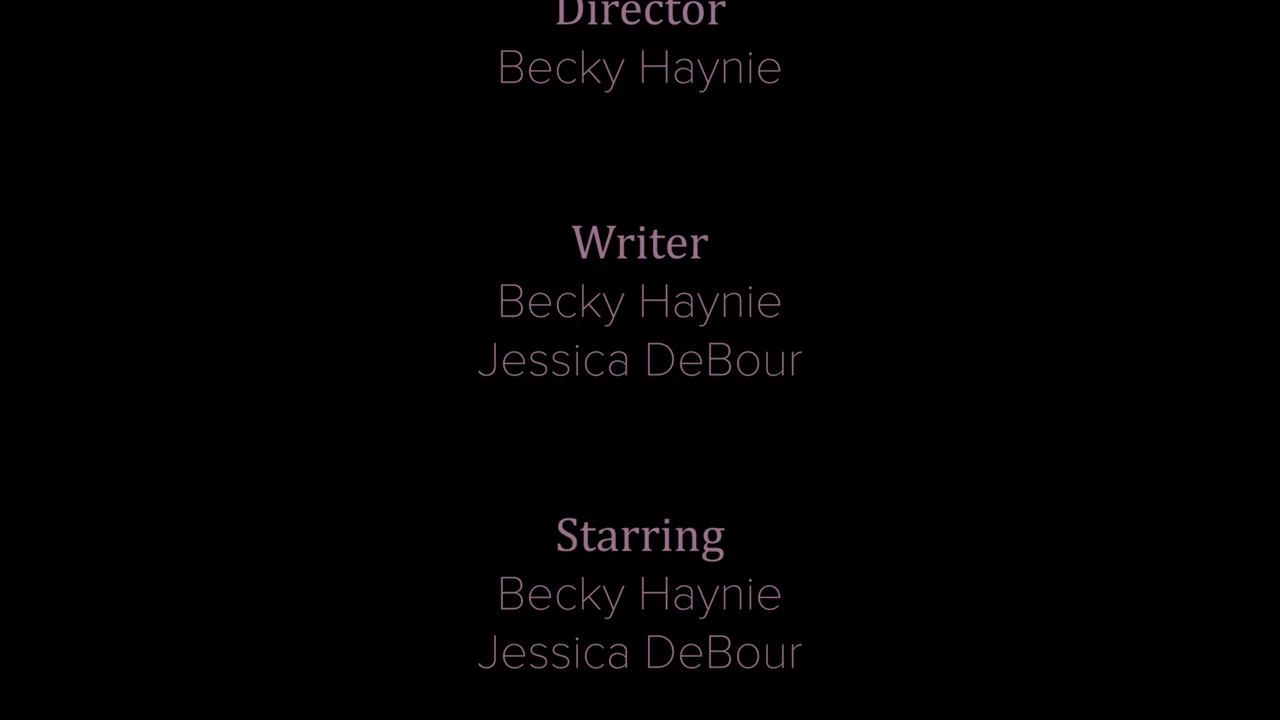 Director
Becky Haynie
Writer
Becky Haynie
Jessica DeBour
Starring
Becky Haynie
Jessica DeBour